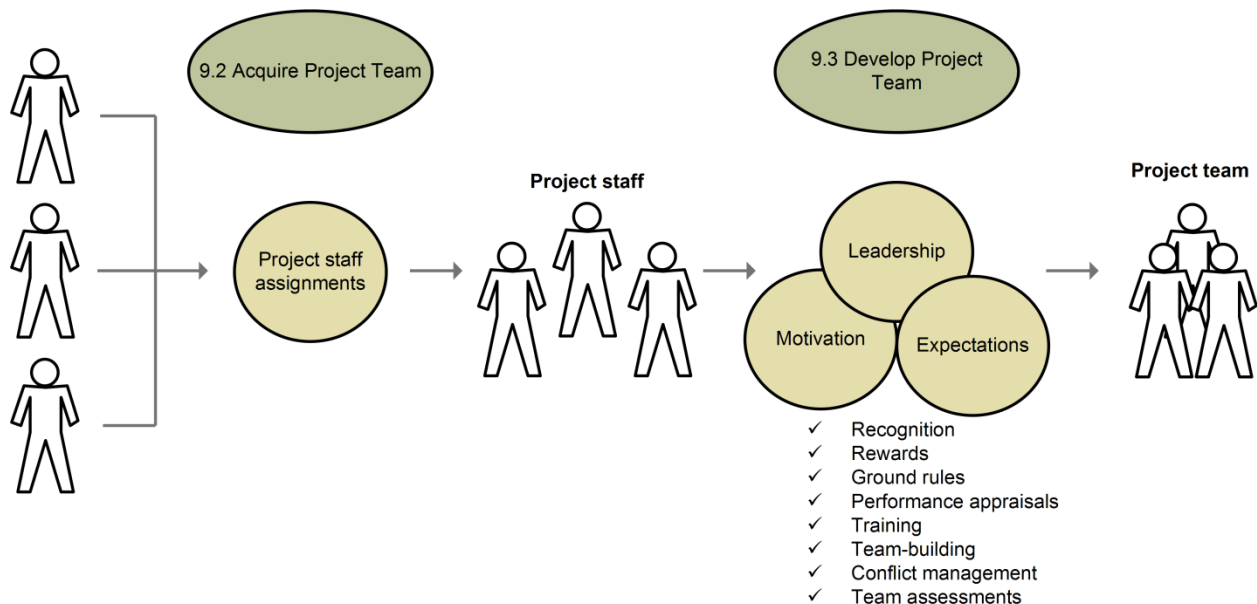 9.2 Acquire Project Team
9.3 Develop Project
Team
Project staff
assignments
Project staff
Leadership
Motivation
Expectations
Project team
✓ Recognition
✓ Rewards
✓ Ground rules
✓ Performance appraisals
✓ Training
✓ Team-building
✓ Conflict management
✓ Team assessments